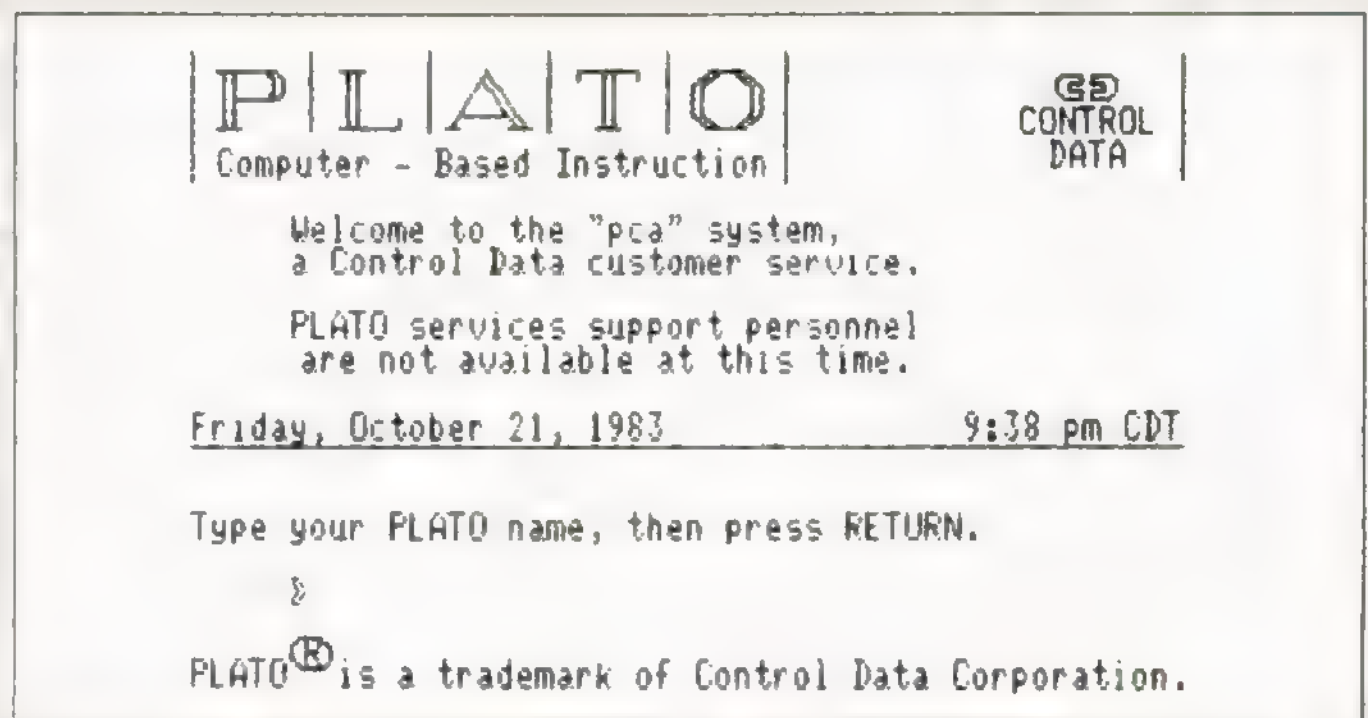 PLATO
Computer - Based Instruction
CONTROL
DATA
Welcome to the "pca" system,
a Control Data customer service.
PLATO services support personnel
are not available at this time.
Friday, October 21, 1983 9:38 pm CDT
Type your PLATO name, then press RETURN.
PLATO® is a trademark of Control Data Corporation.